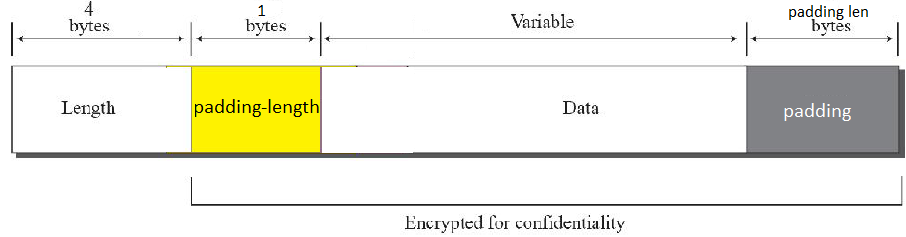 4
bytes
1
bytes
Variable
padding len
bytes
Length
padding-length
Data
padding
Encrypted for confidentiality